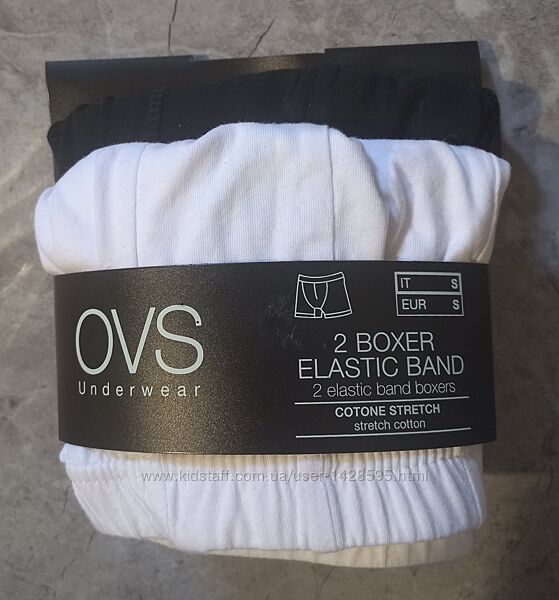 OVS
Underwear
IT S
EUR S
2 BOXER
ELASTIC BAND
2 elastic band boxers
COTONE STRETCH
stretch cotton
www.kidstaff.com.ua/user-1428595.html